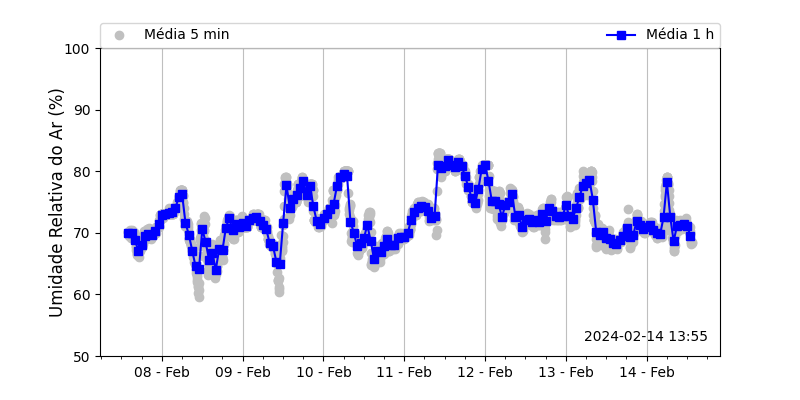 Média 5 min Média 1 h
Umidade Relativa do Ar (%)
100
90
80
70
60
50
2024-02-14 13:55
08 - Feb 09 - Feb 10 - Feb 11 - Feb 12 - Feb 13 - Feb 14 - Feb